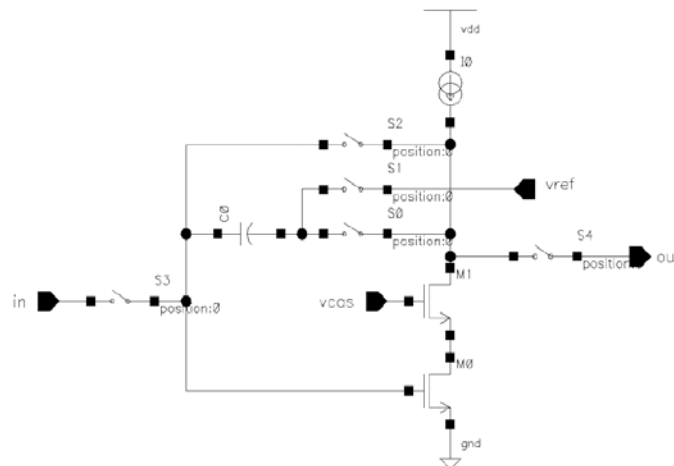 vdd
I0
S2
position:0
S1
position:0
vref
C0
S0
position:0
S4
position:0
ou
S3
position:0
in
M1
vcas
M0
gnd